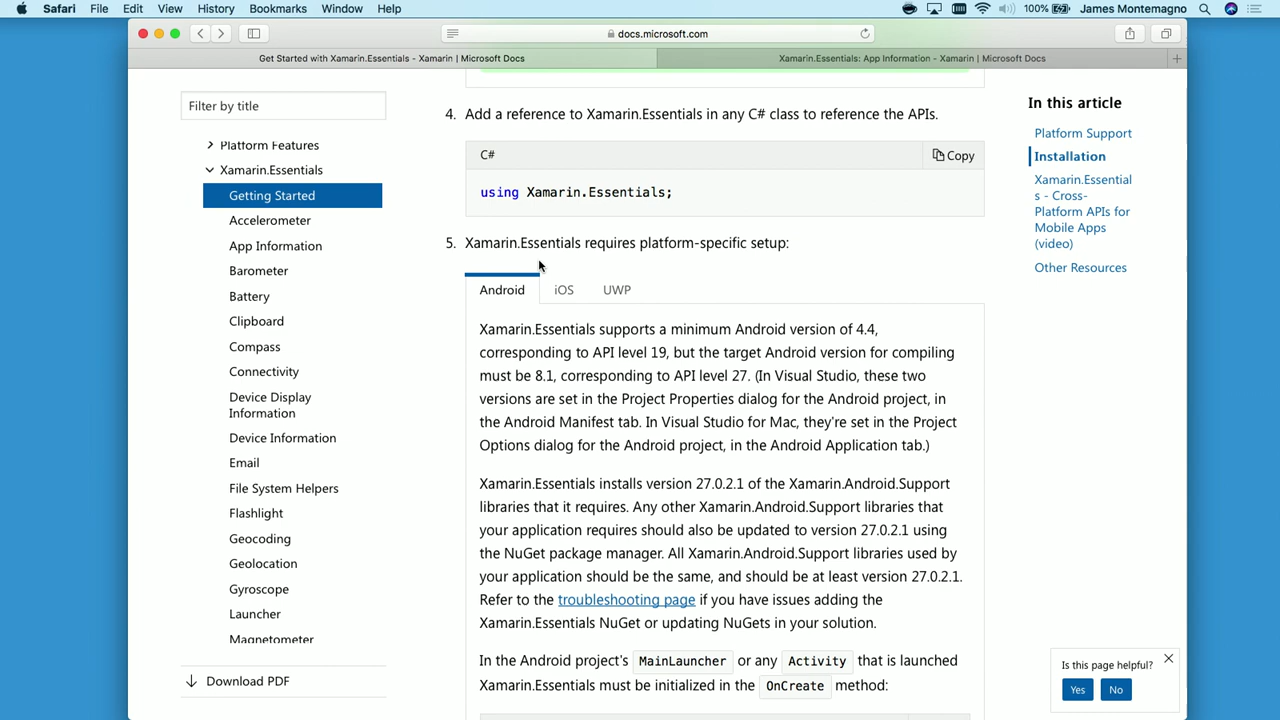 Safari File Edit View History Bookmarks Window Help 100% James Montemagno
docs.microsoft.com
Get Started with Xamarin.Essentials - Xamarin | Microsoft Docs
Xamarin.Essentials: App Information - Xamarin | Microsoft Docs
Filter by title
Platform Features
Xamarin.Essentials
Getting Started
Accelerometer
App Information
Barometer
Battery
Clipboard
Compass
Connectivity
Device Display
Information
Device Information
Email
File System Helpers
Flashlight
Geocoding
Geolocation
Gyroscope
Launcher
Magnetometer
Download PDF
4. Add a reference to Xamarin.Essentials in any C# class to reference the APIs.
C#
Copy
using Xamarin.Essentials;
5. Xamarin.Essentials requires platform-specific setup:
Android iOS UWP
Xamarin.Essentials supports a minimum Android version of 4.4,
corresponding to API level 19, but the target Android version for compiling
must be 8.1, corresponding to API level 27. (In Visual Studio, these two
versions are set in the Project Properties dialog for the Android project, in
the Android Manifest tab. In Visual Studio for Mac, they're set in the Project
Options dialog for the Android project, in the Android Application tab.)
Xamarin.Essentials installs version 27.0.2.1 of the Xamarin.Android.Support
libraries that it requires. Any other Xamarin.Android.Support libraries that
your application requires should also be updated to version 27.0.2.1 using
the NuGet package manager. All Xamarin.Android.Support libraries used by
your application should be the same, and should be at least version 27.0.2.1.
Refer to the troubleshooting page if you have issues adding the
Xamarin.Essentials NuGet or updating NuGets in your solution.
In the Android project's MainLauncher or any Activity that is launched
Xamarin.Essentials must be initialized in the OnCreate method:
In this article
Platform Support
Installation
Xamarin.Essential
s - Cross-
Platform APIs for
Mobile Apps
(video)
Other Resources
Is this page helpful?
Yes No